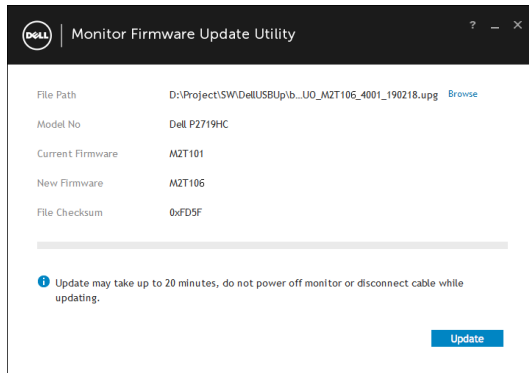 DELL Monitor Firmware Update Utility ? _ ×
File Path D:\Project\SW\DellUSBUp\b...UO_M2T106_4001_190218.upg Browse
Model No Dell P2719HC
Current Firmware M2T101
New Firmware M2T106
File Checksum 0xFD5F
Update may take up to 20 minutes, do not power off monitor or disconnect cable while
updating.
Update